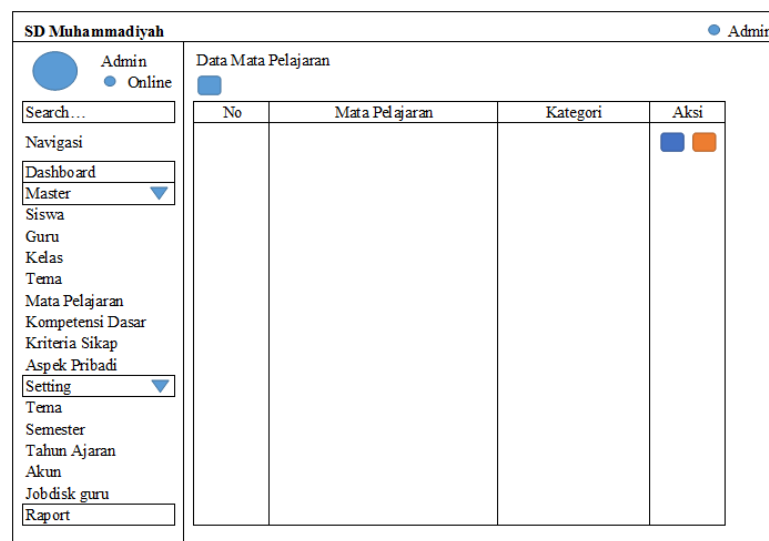 SD Muhammadiyah
Admin
Admin
Online
Search…
Navigasi
Dashboard
Master
Siswa
Guru
Kelas
Tema
Mata Pelajaran
Kompetensi Dasar
Kriteria Sikap
Aspek Pribadi
Setting
Tema
Semester
Tahun Ajaran
Akun
Jobdisk guru
Raport
Data Mata Pelajaran
No Mata Pelajaran Kategori Aksi